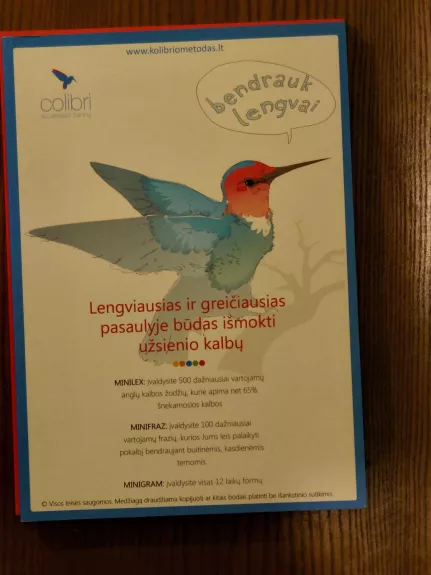 www.kolibriometodas.lt
colibri
bendrauk
lengvai
Lengviausias ir greičiausias
pasaulyje būdas išmokti
užsienio kalbų
MINILEX: įvaldysite 500 dažniausiai vartojamų
anglų kalbos žodžių, kurie apima net 65%
šnekamosios kalbos
MINIFRAZ: įvaldysite 100 dažniausiai
vartojamų frazių, kurios Jums leis palaikyti
pokalbį bendraujant buitinėmis, kasdienėmis
temomis.
MINIGRAM: įvaldysite visas 12 laikų formų
© Visos teisės saugomos. Medžiagą draudžiama kopijuoti ar kitais būdais platinti be išankstinio sutikimo.